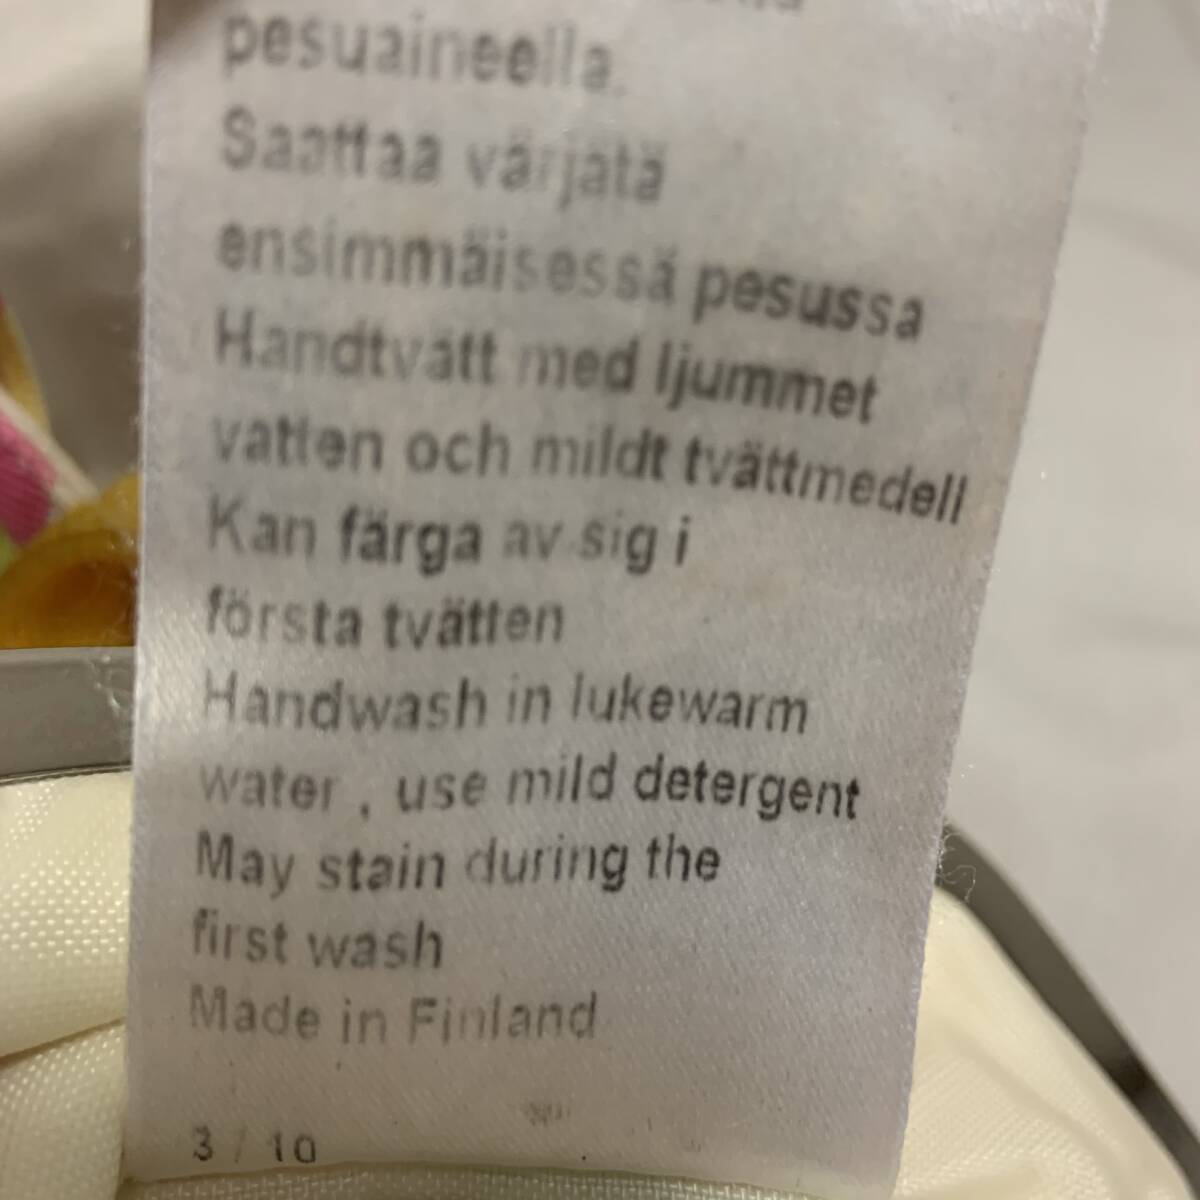 pesuaineella.
Saattaa värjätä
ensimmäisessä pesussa
Handtvätt med ljummet
vatten och mildt tvättmedell
Kan färga av sig i
första tvätten
Handwash in lukewarm
water , use mild detergent
May stain during the
first wash
Made in Finland
3 / 10